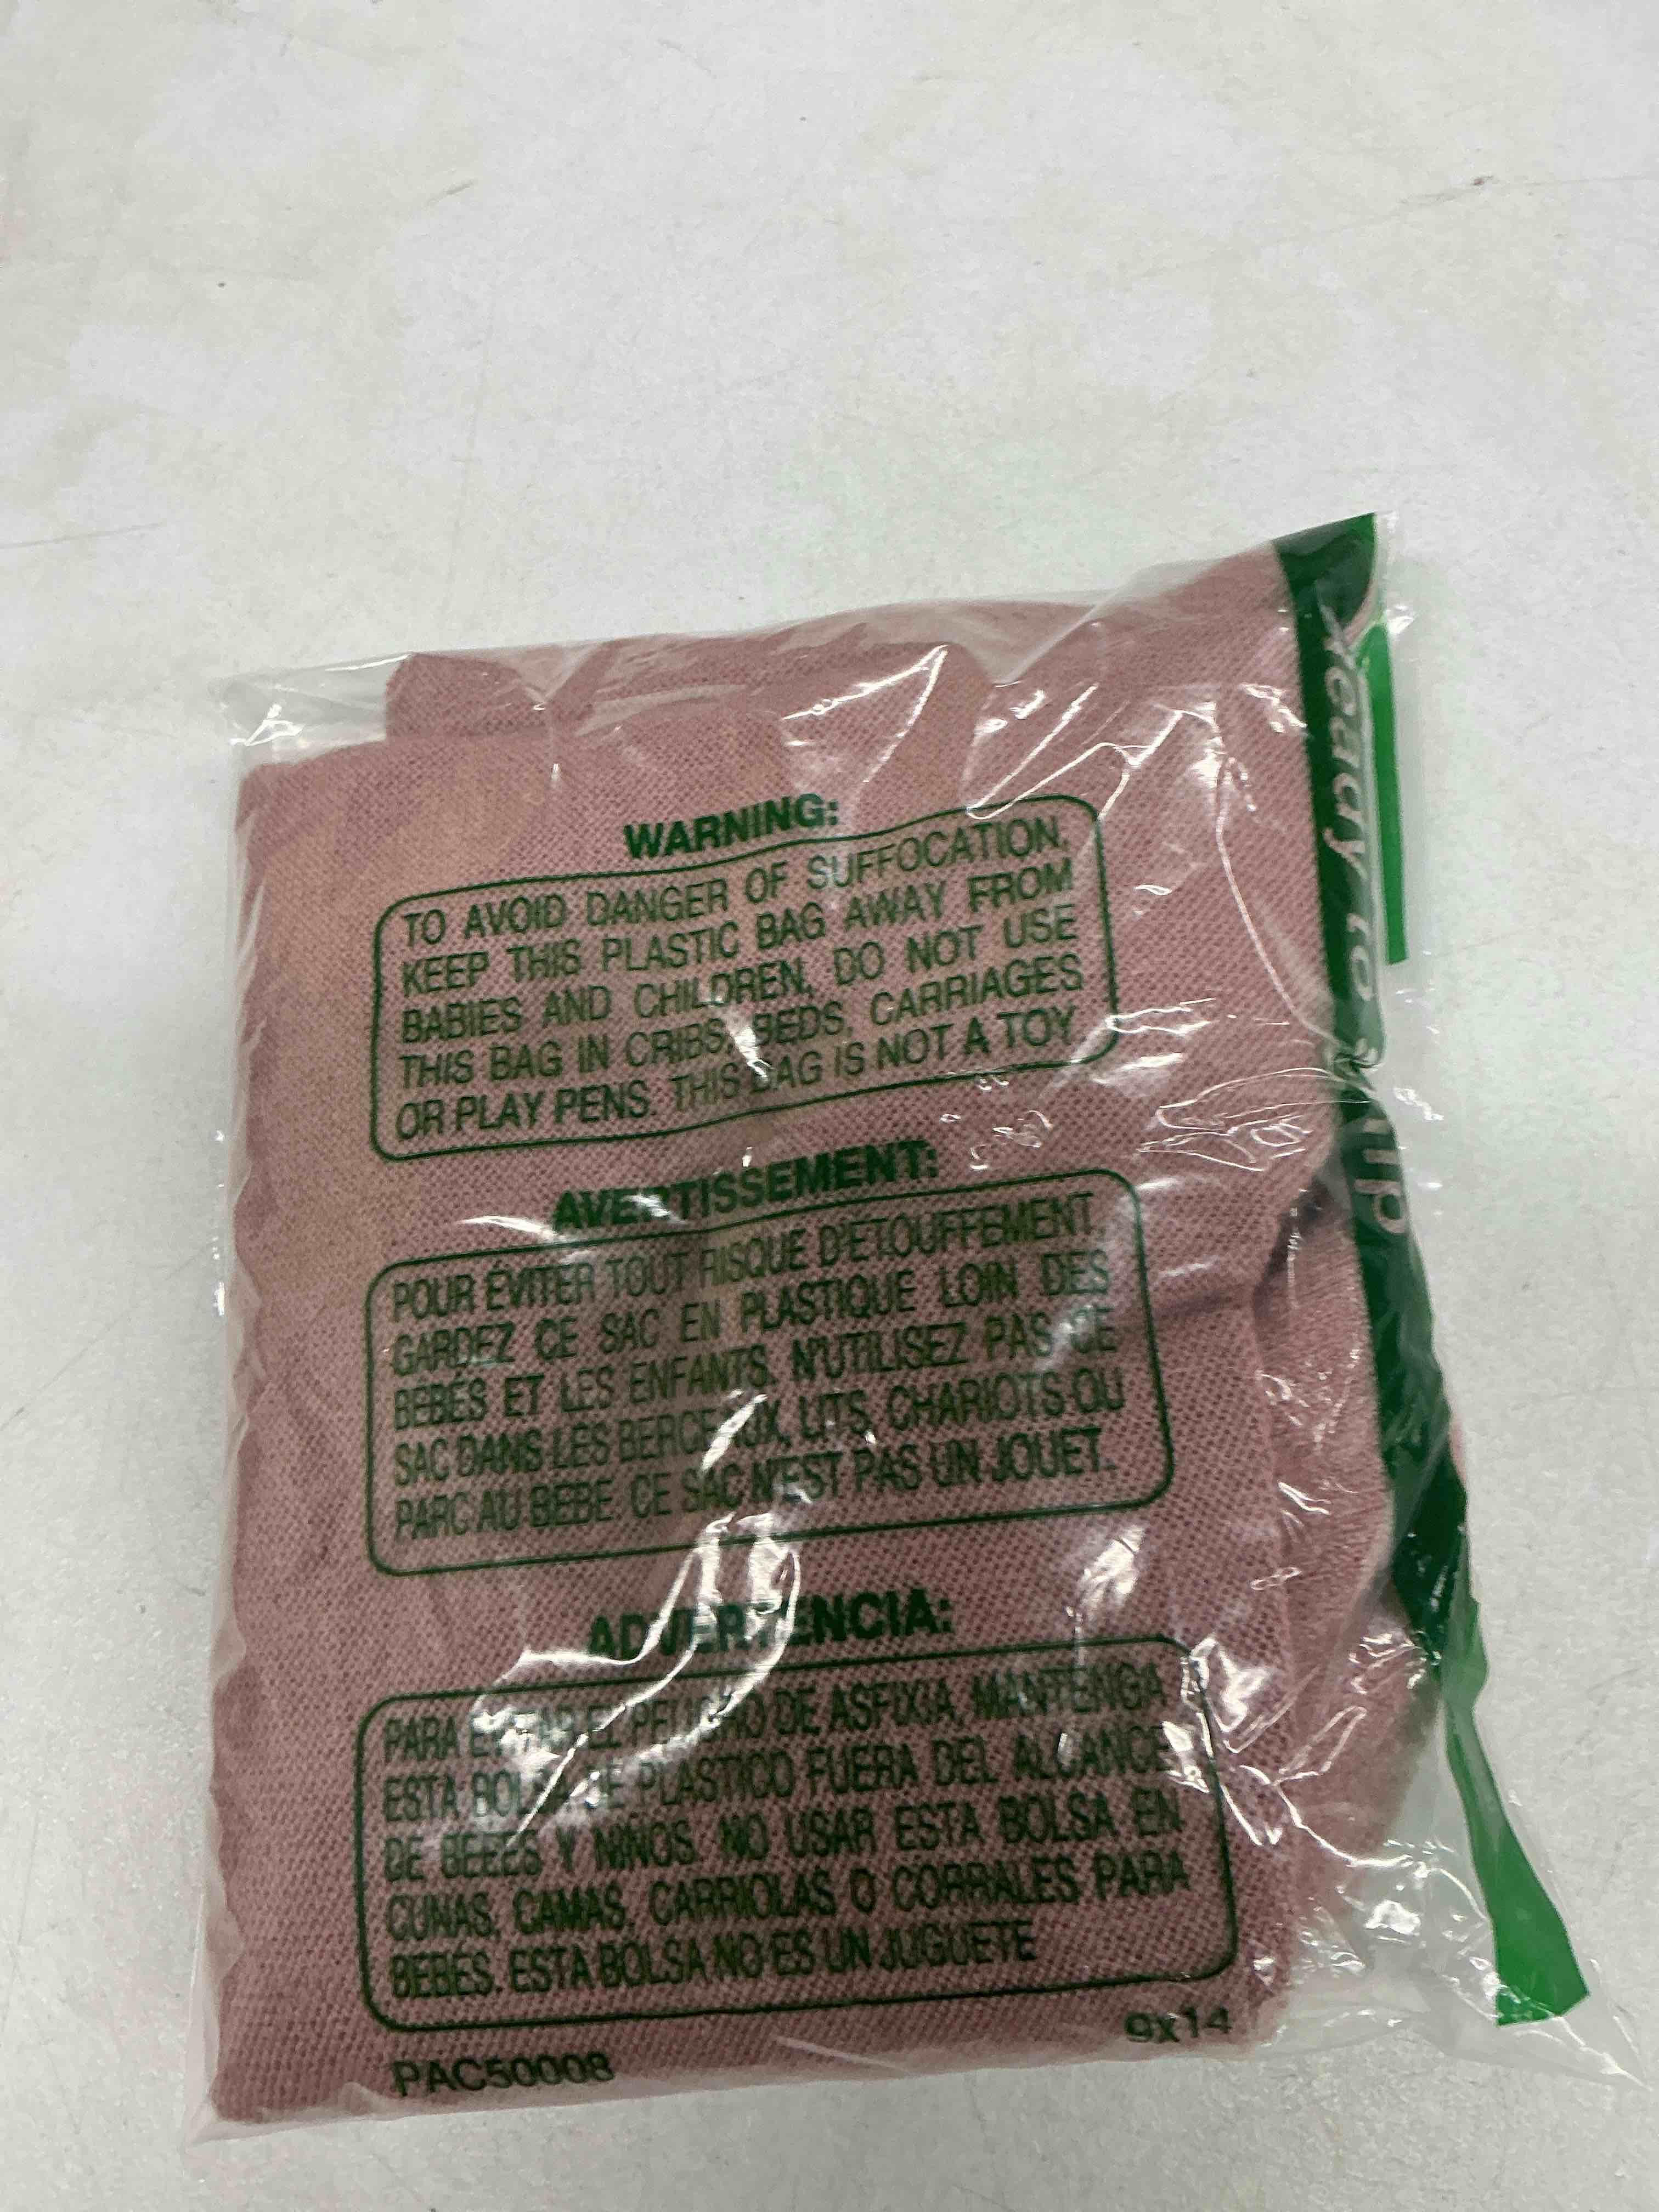 WARNING:
TO AVOID DANGER OF SUFFOCATION,
KEEP THIS PLASTIC BAG AWAY FROM
BABIES AND CHILDREN, DO NOT USE
THIS BAG IN CRIBS, BEDS, CARRIAGES
OR PLAY PENS. THIS BAG IS NOT A TOY
AVERTISSEMENT:
POUR ÉVITER TOUT RISQUE D'ETOUFFEMENT
GARDEZ CE SAC EN PLASTIQUE LOIN DES
BEBÉS ET LES ENFANTS. N'UTILISEZ PAS CE
SAC DANS LES BERCEAUX, LITS, CHARIOTS OU
PARC AU BEBE. CE SAC N'EST PAS UN JOUET.
ADVERTENCIA:
PARA EVITAR EL PELIGRO DE ASFIXIA, MANTENGA
ESTA BOLSA DE PLASTICO FUERA DEL ALCANCE
DE BEBES Y NIÑOS. NO USAR ESTA BOLSA EN
CUNAS, CAMAS, CARRIOLAS O CORRALES PARA
BEBÉS. ESTA BOLSA NO ES UN JUGUETE
9x14
PAC50008
ready to ship